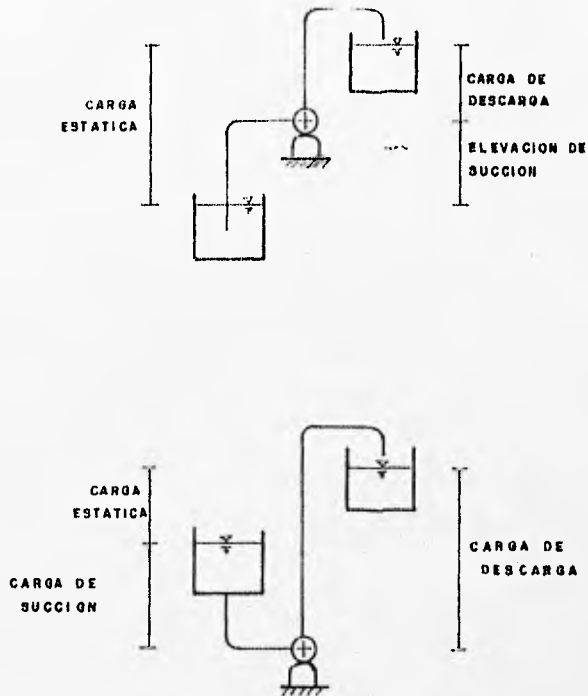 CARGA
ESTATICA
CARGA DE
DESCARGA
ELEVACION DE
SUCCION
CARGA
ESTATICA
CARGA DE
SUCCION
CARGA DE
DESCARGA